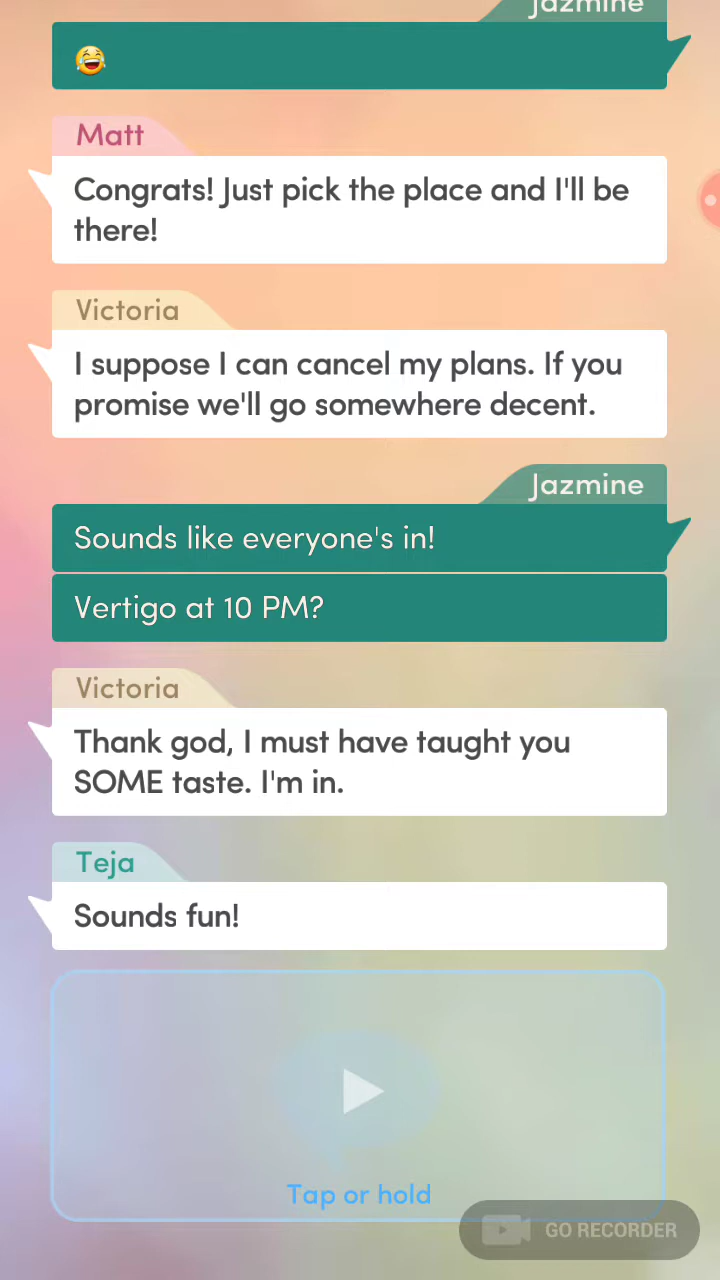 Jazmine
😂
Matt
Congrats! Just pick the place and I'll be
there!
Victoria
I suppose I can cancel my plans. If you
promise we'll go somewhere decent.
Jazmine
Sounds like everyone's in!
Vertigo at 10 PM?
Victoria
Thank god, I must have taught you
SOME taste. I'm in.
Teja
Sounds fun!
Tap or hold
GO RECORDER